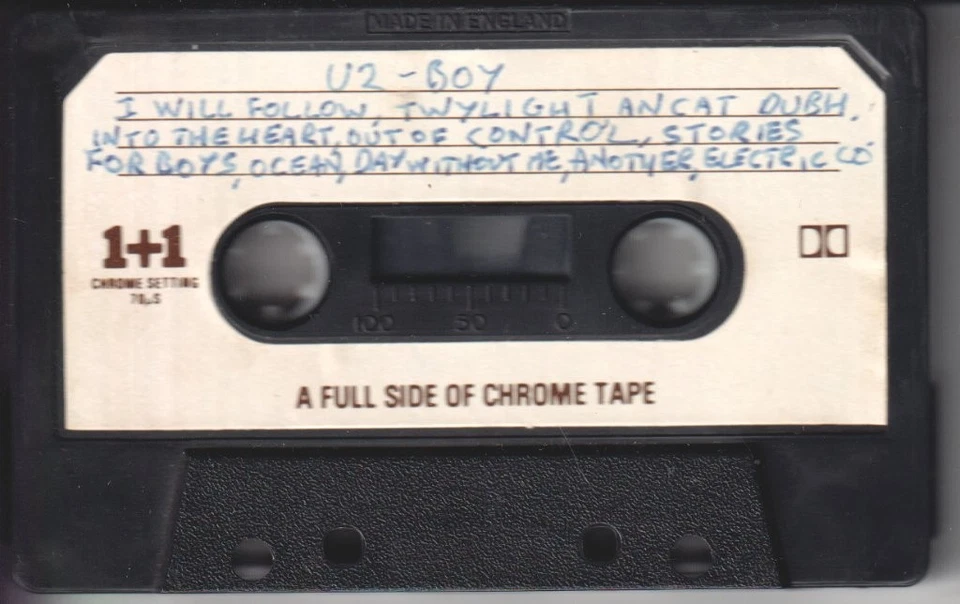 MADE IN ENGLAND
U2 - BOY
I WILL FOLLOW, TWYLIGHT AN CAT DUBH,
INTO THE HEART, OUT OF CONTROL, STORIES
FOR BOYS, OCEAN, DAY WITHOUT ME, ANOTHER, ELECTRIC CO
1+1
CHROME SETTING
70µS
100 50 0
A FULL SIDE OF CHROME TAPE